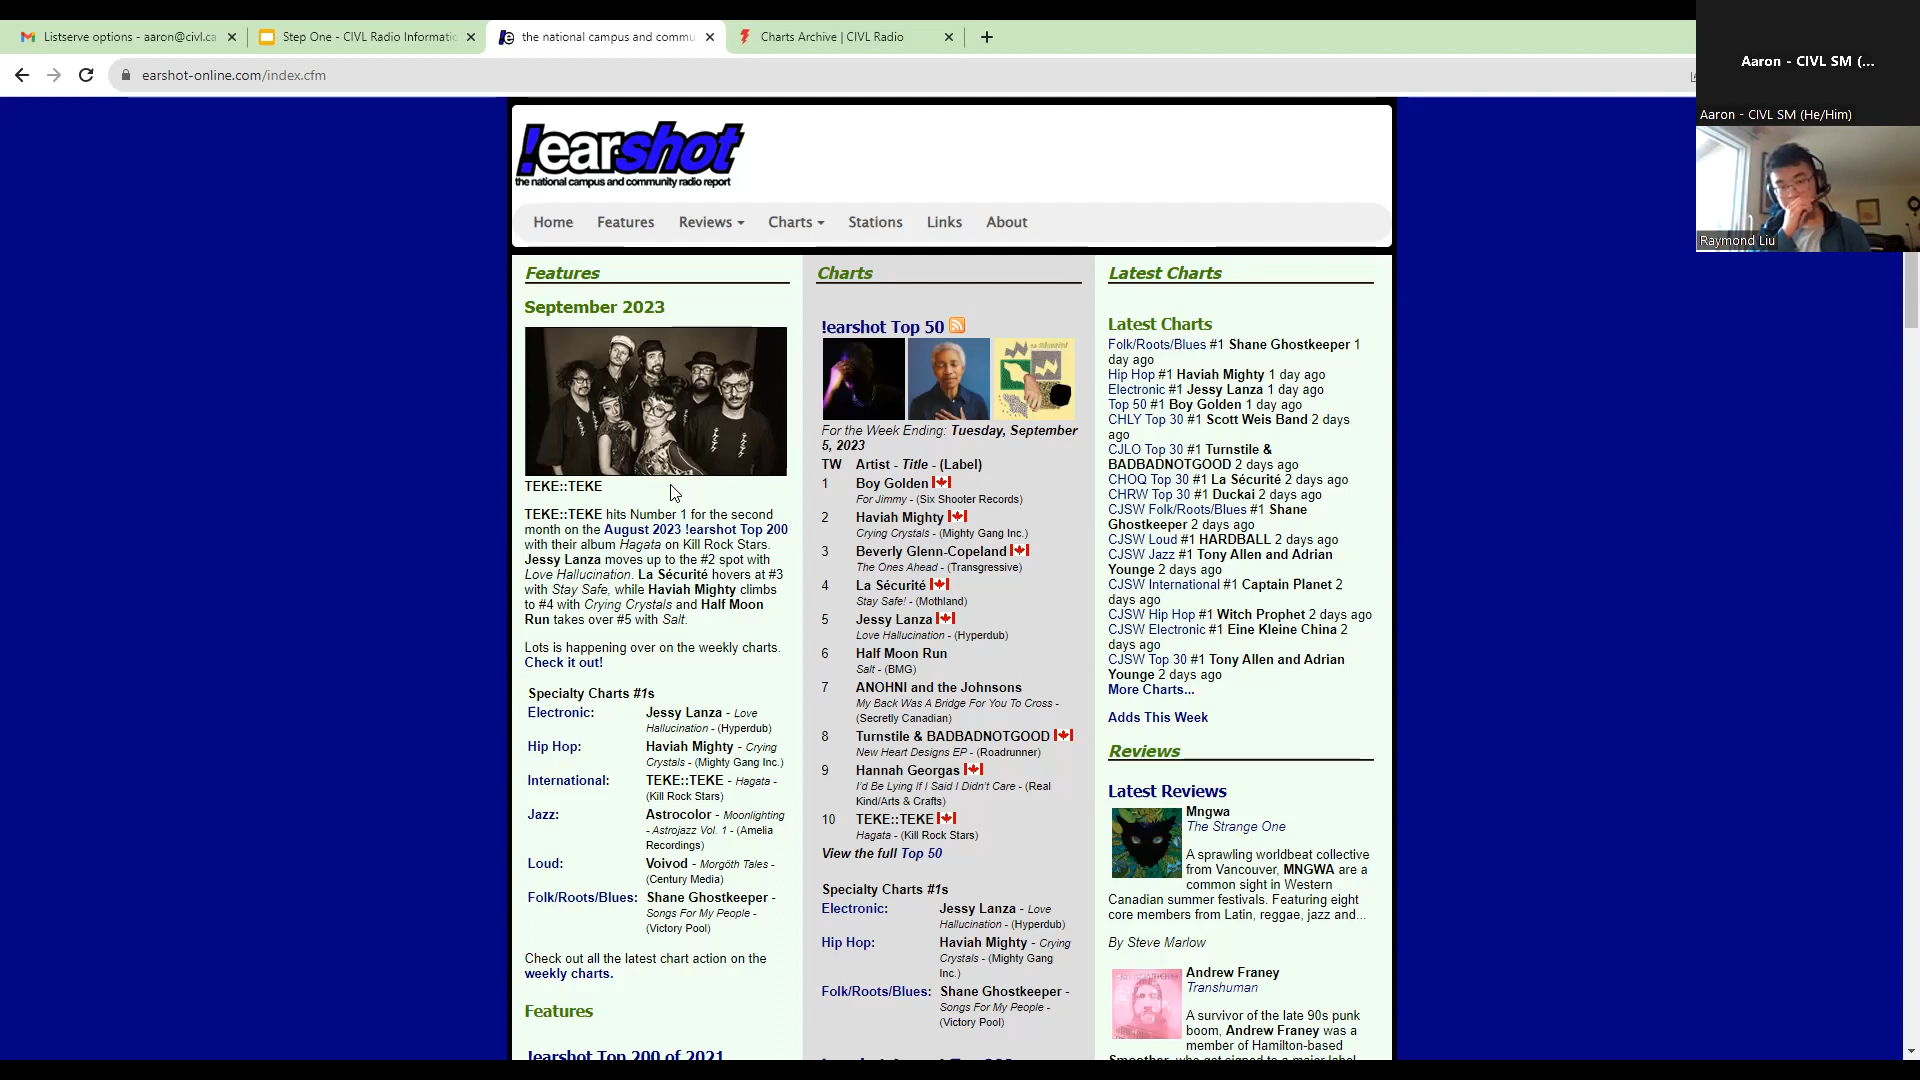 Listserve options - aaron@civl.ca
Step One - CIVL Radio Informatic
the national campus and commu
Charts Archive | CIVL Radio
earshot-online.com/index.cfm
Aaron - CIVL SM (...
Aaron - CIVL SM (He/Him)
Raymond Liu
!earshot
the national campus and community radio report
Home
Features
Reviews
Charts
Stations
Links
About
Features
September 2023
TEKE::TEKE
TEKE::TEKE hits Number 1 for the second
month on the August 2023 !earshot Top 200
with their album Hagata on Kill Rock Stars.
Jessy Lanza moves up to the #2 spot with
Love Hallucination. La Sécurité hovers at #3
with Stay Safe, while Haviah Mighty climbs
to #4 with Crying Crystals and Half Moon
Run takes over #5 with Salt.
Lots is happening over on the weekly charts.
Check it out!
Specialty Charts #1s
Electronic: Jessy Lanza - Love
Hallucination - (Hyperdub)
Hip Hop: Haviah Mighty - Crying
Crystals - (Mighty Gang Inc.)
International: TEKE::TEKE - Hagata -
(Kill Rock Stars)
Jazz: Astrocolor - Moonlighting
- Astrojazz Vol. 1 - (Amelia
Recordings)
Loud: Voivod - Morgöth Tales -
(Century Media)
Folk/Roots/Blues: Shane Ghostkeeper -
Songs For My People -
(Victory Pool)
Check out all the latest chart action on the
weekly charts.
Features
!earshot Top 200 of 2021
Charts
!earshot Top 50
For the Week Ending: Tuesday, September
5, 2023
TW Artist - Title - (Label)
1 Boy Golden
For Jimmy - (Six Shooter Records)
2 Haviah Mighty
Crying Crystals - (Mighty Gang Inc.)
3 Beverly Glenn-Copeland
The Ones Ahead - (Transgressive)
4 La Sécurité
Stay Safe! - (Mothland)
5 Jessy Lanza
Love Hallucination - (Hyperdub)
6 Half Moon Run
Salt - (BMG)
7 ANOHNI and the Johnsons
My Back Was A Bridge For You To Cross -
(Secretly Canadian)
8 Turnstile & BADBADNOTGOOD
New Heart Designs EP - (Roadrunner)
9 Hannah Georgas
I'd Be Lying If I Said I Didn't Care - (Real
Kind/Arts & Crafts)
10 TEKE::TEKE
Hagata - (Kill Rock Stars)
View the full Top 50
Specialty Charts #1s
Electronic: Jessy Lanza - Love
Hallucination - (Hyperdub)
Hip Hop: Haviah Mighty - Crying
Crystals - (Mighty Gang
Inc.)
Folk/Roots/Blues: Shane Ghostkeeper -
Songs For My People -
(Victory Pool)
Latest Charts
Latest Charts
Folk/Roots/Blues #1 Shane Ghostkeeper 1
day ago
Hip Hop #1 Haviah Mighty 1 day ago
Electronic #1 Jessy Lanza 1 day ago
Top 50 #1 Boy Golden 1 day ago
CHLY Top 30 #1 Scott Weis Band 2 days
ago
CJLO Top 30 #1 Turnstile &
BADBADNOTGOOD 2 days ago
CHOQ Top 30 #1 La Sécurité 2 days ago
CHRW Top 30 #1 Duckai 2 days ago
CJSW Folk/Roots/Blues #1 Shane
Ghostkeeper 2 days ago
CJSW Loud #1 HARDBALL 2 days ago
CJSW Jazz #1 Tony Allen and Adrian
Younge 2 days ago
CJSW International #1 Captain Planet 2
days ago
CJSW Hip Hop #1 Witch Prophet 2 days ago
CJSW Electronic #1 Eine Kleine China 2
days ago
CJSW Top 30 #1 Tony Allen and Adrian
Younge 2 days ago
More Charts...
Adds This Week
Reviews
Latest Reviews
Mngwa
The Strange One
A sprawling worldbeat collective
from Vancouver, MNGWA are a
common sight in Western
Canadian summer festivals. Featuring eight
core members from Latin, reggae, jazz and...
By Steve Marlow
Andrew Franey
Transhuman
A survivor of the late 90s punk
boom, Andrew Franey was a
member of Hamilton-based
Smoother, who got signed to a major label